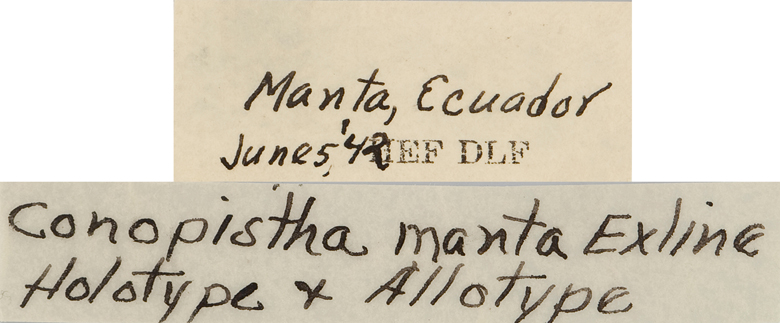 Manta, Ecuador
June 5, '42 HEF DLF
Conopistha manta Exline
Holotype & Allotype